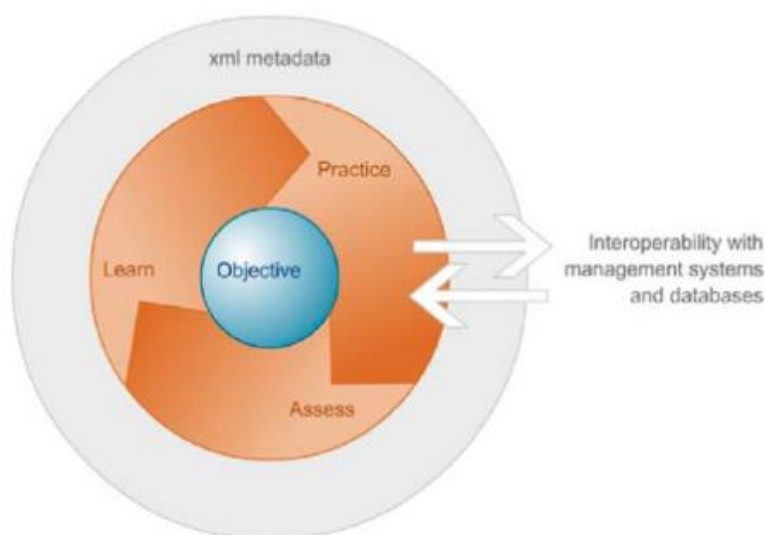 xml metadata
Practice
Learn
Objective
Assess
Interoperability with
management systems
and databases